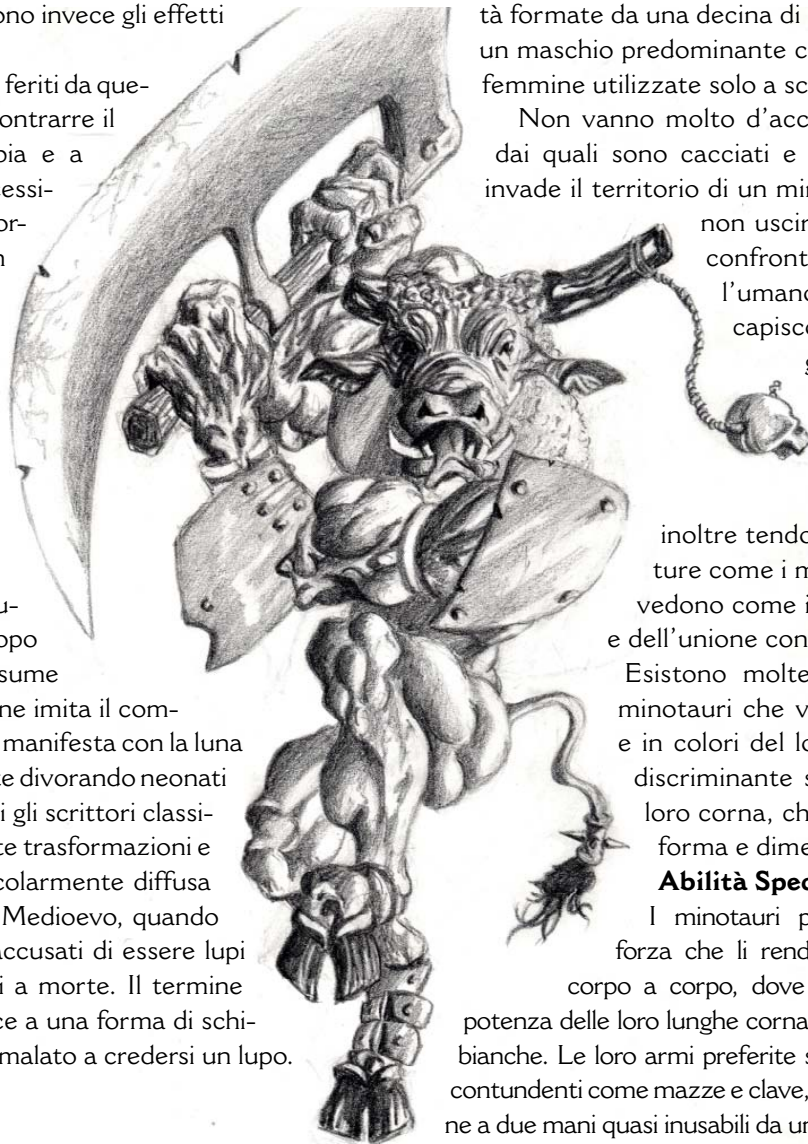 ono invece gli effetti
feriti da que-
ontrarre il
bia e a
cessi-
or-
n
u-
opo
sume
ne imita il com-
manifesta con la luna
te divorando neonati
i gli scrittori classi-
te trasformazioni e
colarmente diffusa
Medioevo, quando
accusati di essere lupi
i a morte. Il termine
ce a una forma di schi-
malato a credersi un lupo.
tà formate da una decina di
un maschio predominante c
femmine utilizzate solo a sc
Non vanno molto d'acc
dai quali sono cacciati e
invade il territorio di un min
non uscir
confront
l'umano
capisco
g
inoltre tendo
ture come i m
vedono come i
e dell'unione con
Esistono molte
minotauri che v
e in colori del lo
discriminante s
loro corna, ch
forma e dime
Abilità Spec
I minotauri p
forza che li rend
corpo a corpo, dove
potenza delle loro lunghe corna
bianche. Le loro armi preferite s
contundenti come mazze e clave,
ne a due mani quasi inusabili da un